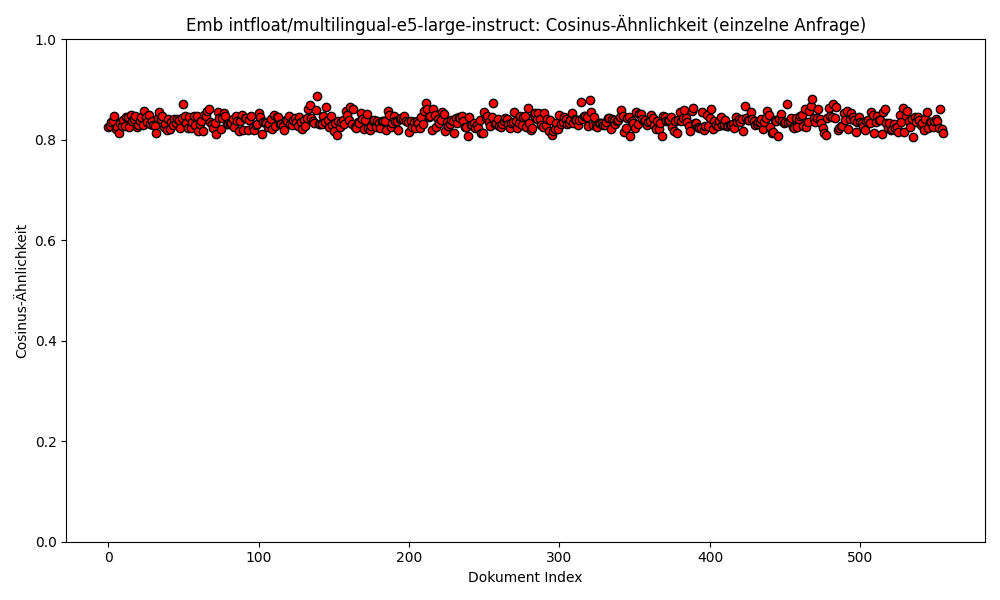 Emb intfloat/multilingual-e5-large-instruct: Cosinus-Ähnlichkeit (einzelne Anfrage)
1.0
0.8
0.6
0.4
0.2
0.0
Cosinus-Ähnlichkeit
0 100 200 300 400 500
Dokument Index